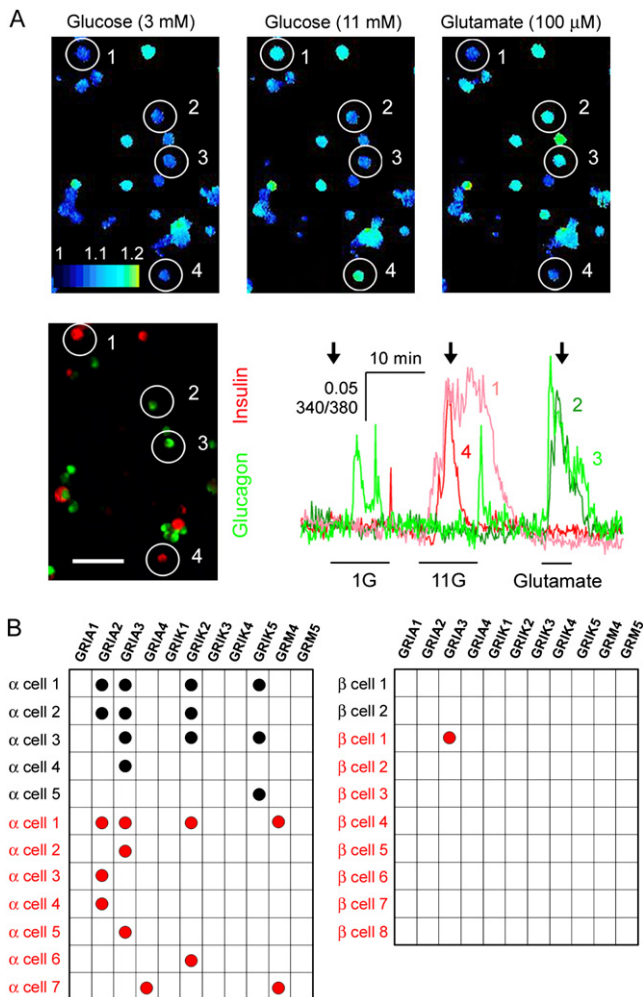 A
Glucose (3 mM) Glucose (11 mM) Glutamate (100 µM)
1 1 1
2 2 2
3 3 3
1 1.1 1.2
4 4 4
1
2
3
4
Insulin
Glucagon
10 min
0.05
340/380
1
4
2
3
1G 11G Glutamate
B
GRIA1 GRIA2 GRIA3 GRIA4 GRIK1 GRIK2 GRIK3 GRIK4 GRIK5 GRM4 GRM5
α cell 1
α cell 2
α cell 3
α cell 4
α cell 5
α cell 1
α cell 2
α cell 3
α cell 4
α cell 5
α cell 6
α cell 7
GRIA1 GRIA2 GRIA3 GRIA4 GRIK1 GRIK2 GRIK3 GRIK4 GRIK5 GRM4 GRM5
β cell 1
β cell 2
β cell 1
β cell 2
β cell 3
β cell 4
β cell 5
β cell 6
β cell 7
β cell 8